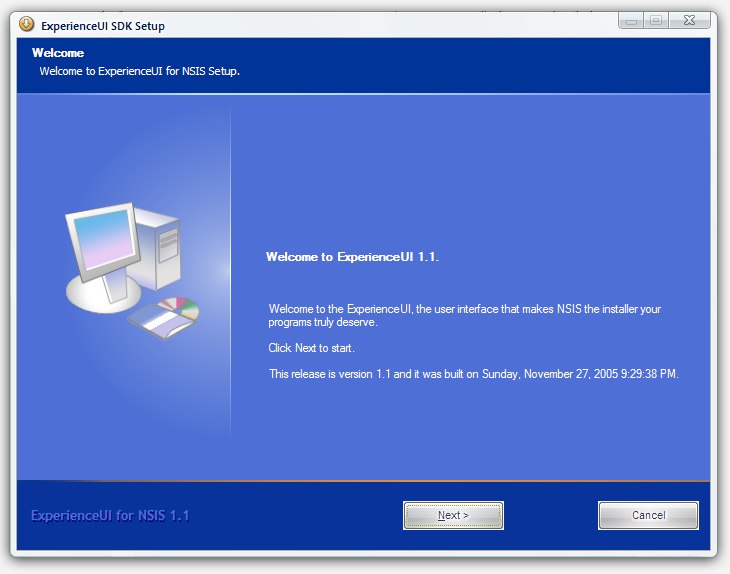 ExperienceUI SDK Setup
Welcome
Welcome to ExperienceUI for NSIS Setup.
Welcome to ExperienceUI 1.1.
Welcome to the ExperienceUI, the user interface that makes NSIS the installer your
programs truly deserve.
Click Next to start.
This release is version 1.1 and it was built on Sunday, November 27, 2005 9:29:38 PM.
ExperienceUI for NSIS 1.1
Next >
Cancel